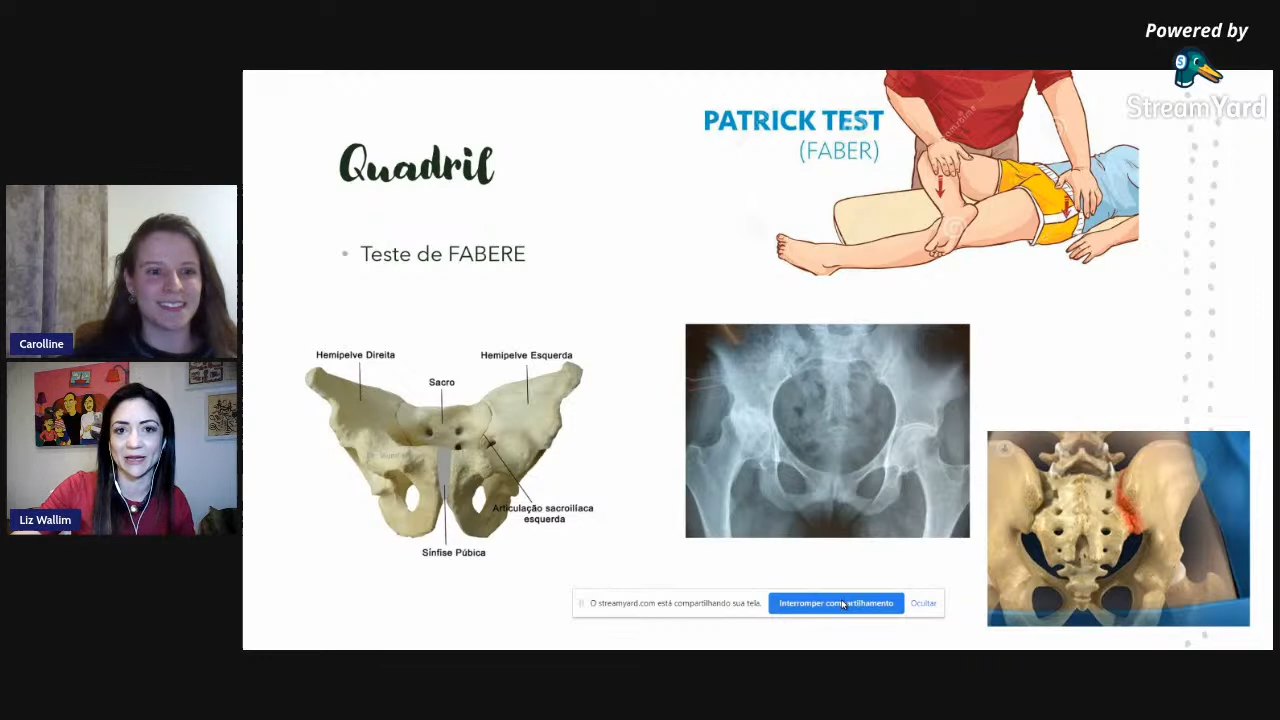 Powered by
StreamYard
PATRICK TEST
(FABER)
Quadril
• Teste de FABERE
Carolline
Liz Wallim
Hemipelve Direita
Hemipelve Esquerda
Sacro
Articulação sacroilíaca
esquerda
Sínfise Púbica
O streamyard.com está compartilhando sua tela.
Interromper compartilhamento
Ocultar